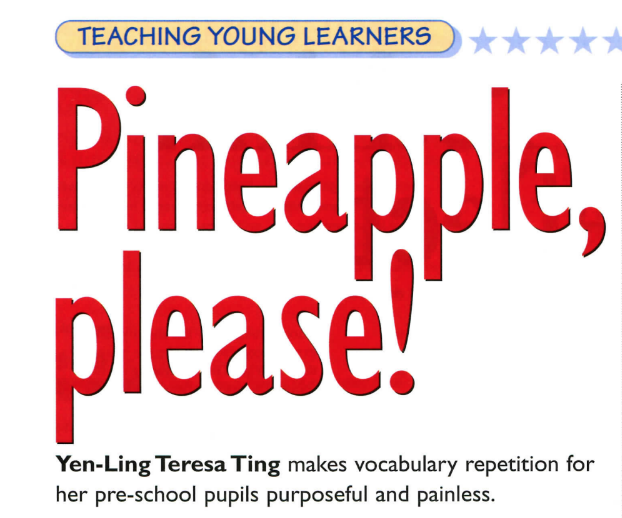 TEACHING YOUNG LEARNERS
Pineapple,
please!
Yen-Ling Teresa Ting makes vocabulary repetition for
her pre-school pupils purposeful and painless.